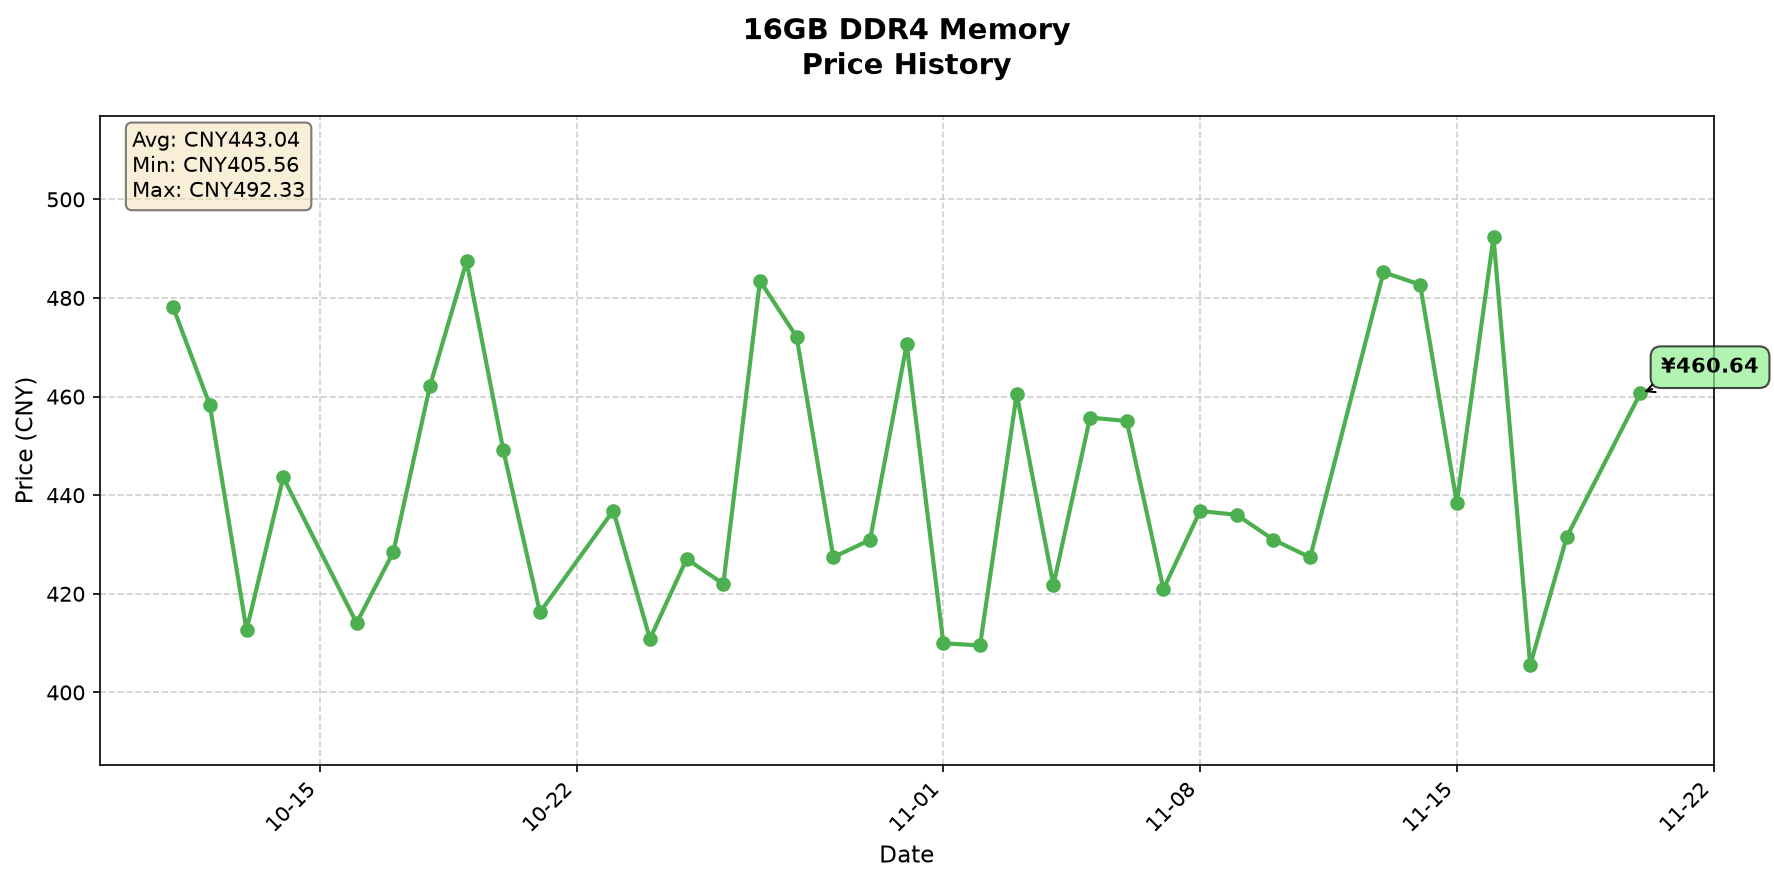 16GB DDR4 Memory
Price History
Avg: CNY443.04
Min: CNY405.56
Max: CNY492.33
¥460.64
Price (CNY)
500
480
460
440
420
400
10-15
10-22
11-01
11-08
11-15
11-22
Date